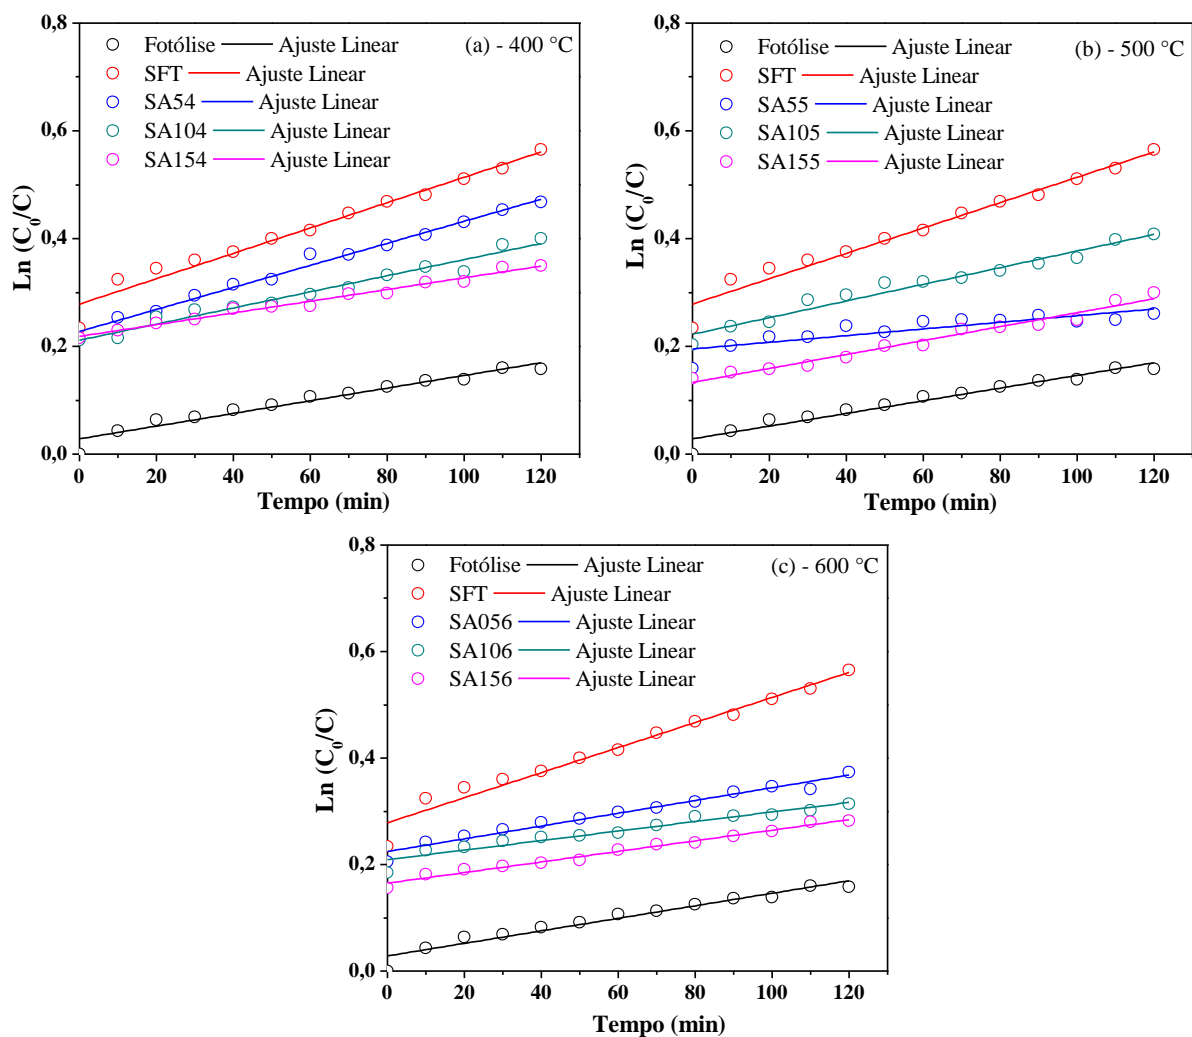 (a) - 400 °C
Fotólise Ajuste Linear
SFT Ajuste Linear
SA54 Ajuste Linear
SA104 Ajuste Linear
SA154 Ajuste Linear
Ln (C0/C)
0,8
0,6
0,4
0,2
0,0
0 20 40 60 80 100 120
Tempo (min)
(b) - 500 °C
Fotólise Ajuste Linear
SFT Ajuste Linear
SA55 Ajuste Linear
SA105 Ajuste Linear
SA155 Ajuste Linear
Ln (C0/C)
0,8
0,6
0,4
0,2
0,0
0 20 40 60 80 100 120
Tempo (min)
(c) - 600 °C
Fotólise Ajuste Linear
SFT Ajuste Linear
SA056 Ajuste Linear
SA106 Ajuste Linear
SA156 Ajuste Linear
Ln (C0/C)
0,8
0,6
0,4
0,2
0,0
0 20 40 60 80 100 120
Tempo (min)